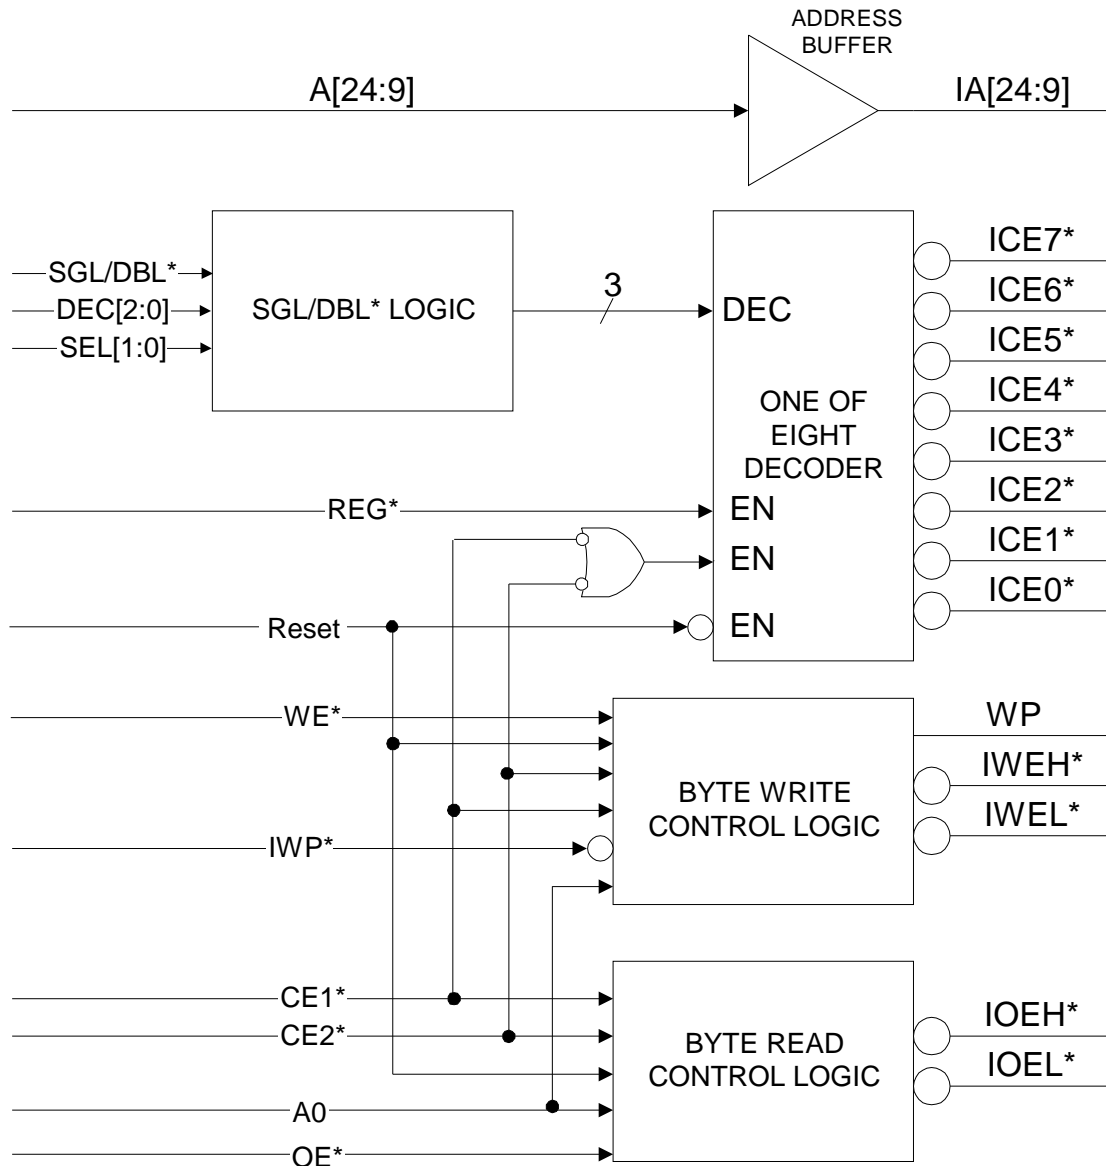 ADDRESS
BUFFER
A[24:9]
IA[24:9]
SGL/DBL*
DEC[2:0]
SEL[1:0]
SGL/DBL* LOGIC
3
DEC
ONE OF
EIGHT
DECODER
ICE7*
ICE6*
ICE5*
ICE4*
ICE3*
ICE2*
ICE1*
ICE0*
REG*
EN
EN
Reset
EN
WE*
IWP*
BYTE WRITE
CONTROL LOGIC
WP
IWEH*
IWEL*
CE1*
CE2*
A0
OE*
BYTE READ
CONTROL LOGIC
IOEH*
IOEL*